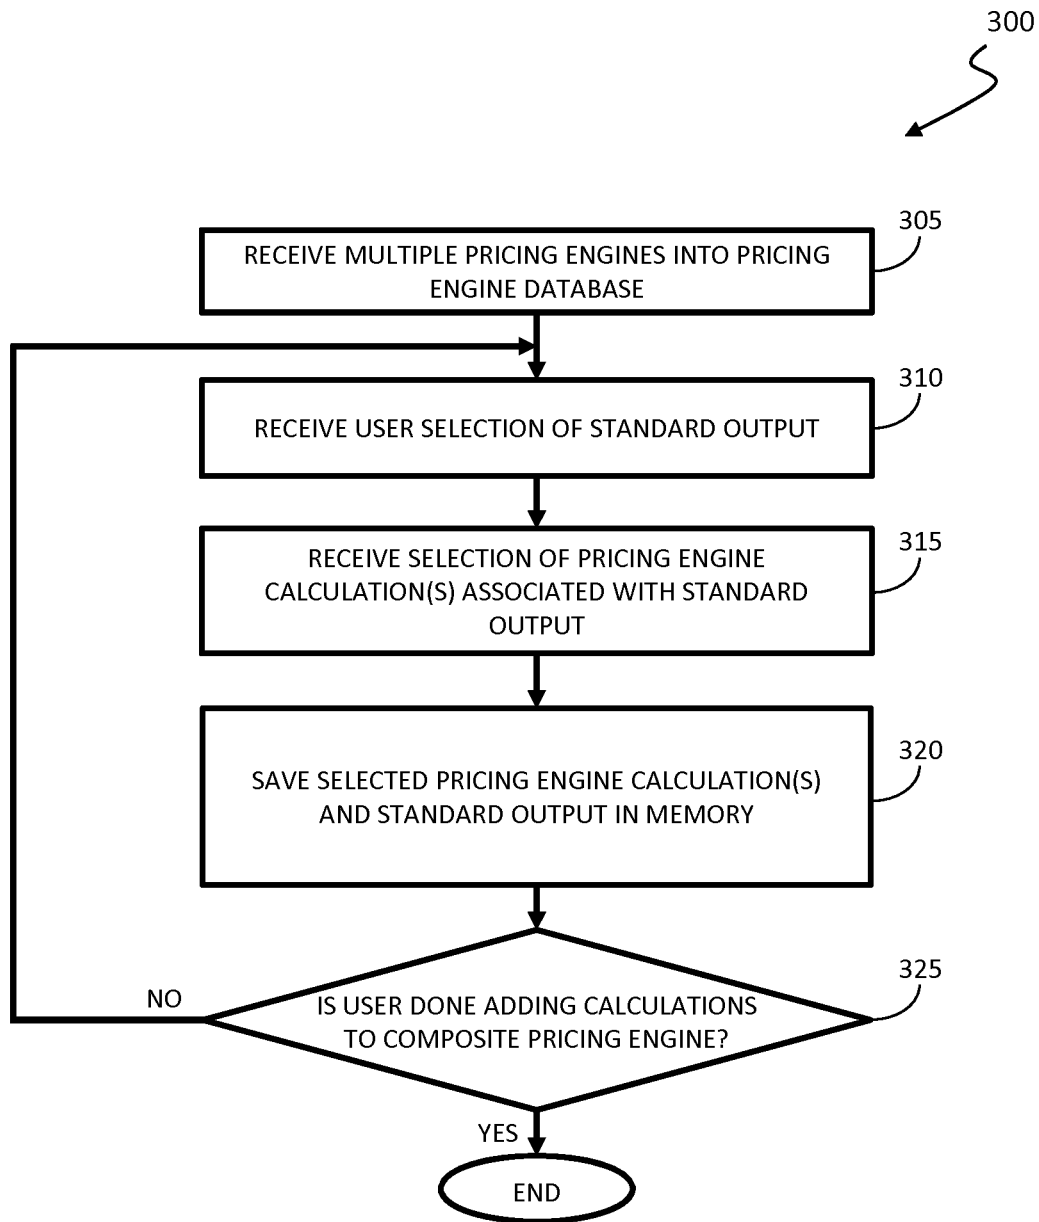 300
305
RECEIVE MULTIPLE PRICING ENGINES INTO PRICING
ENGINE DATABASE
310
RECEIVE USER SELECTION OF STANDARD OUTPUT
315
RECEIVE SELECTION OF PRICING ENGINE
CALCULATION(S) ASSOCIATED WITH STANDARD
OUTPUT
320
SAVE SELECTED PRICING ENGINE CALCULATION(S)
AND STANDARD OUTPUT IN MEMORY
325
NO
IS USER DONE ADDING CALCULATIONS
TO COMPOSITE PRICING ENGINE?
YES
END